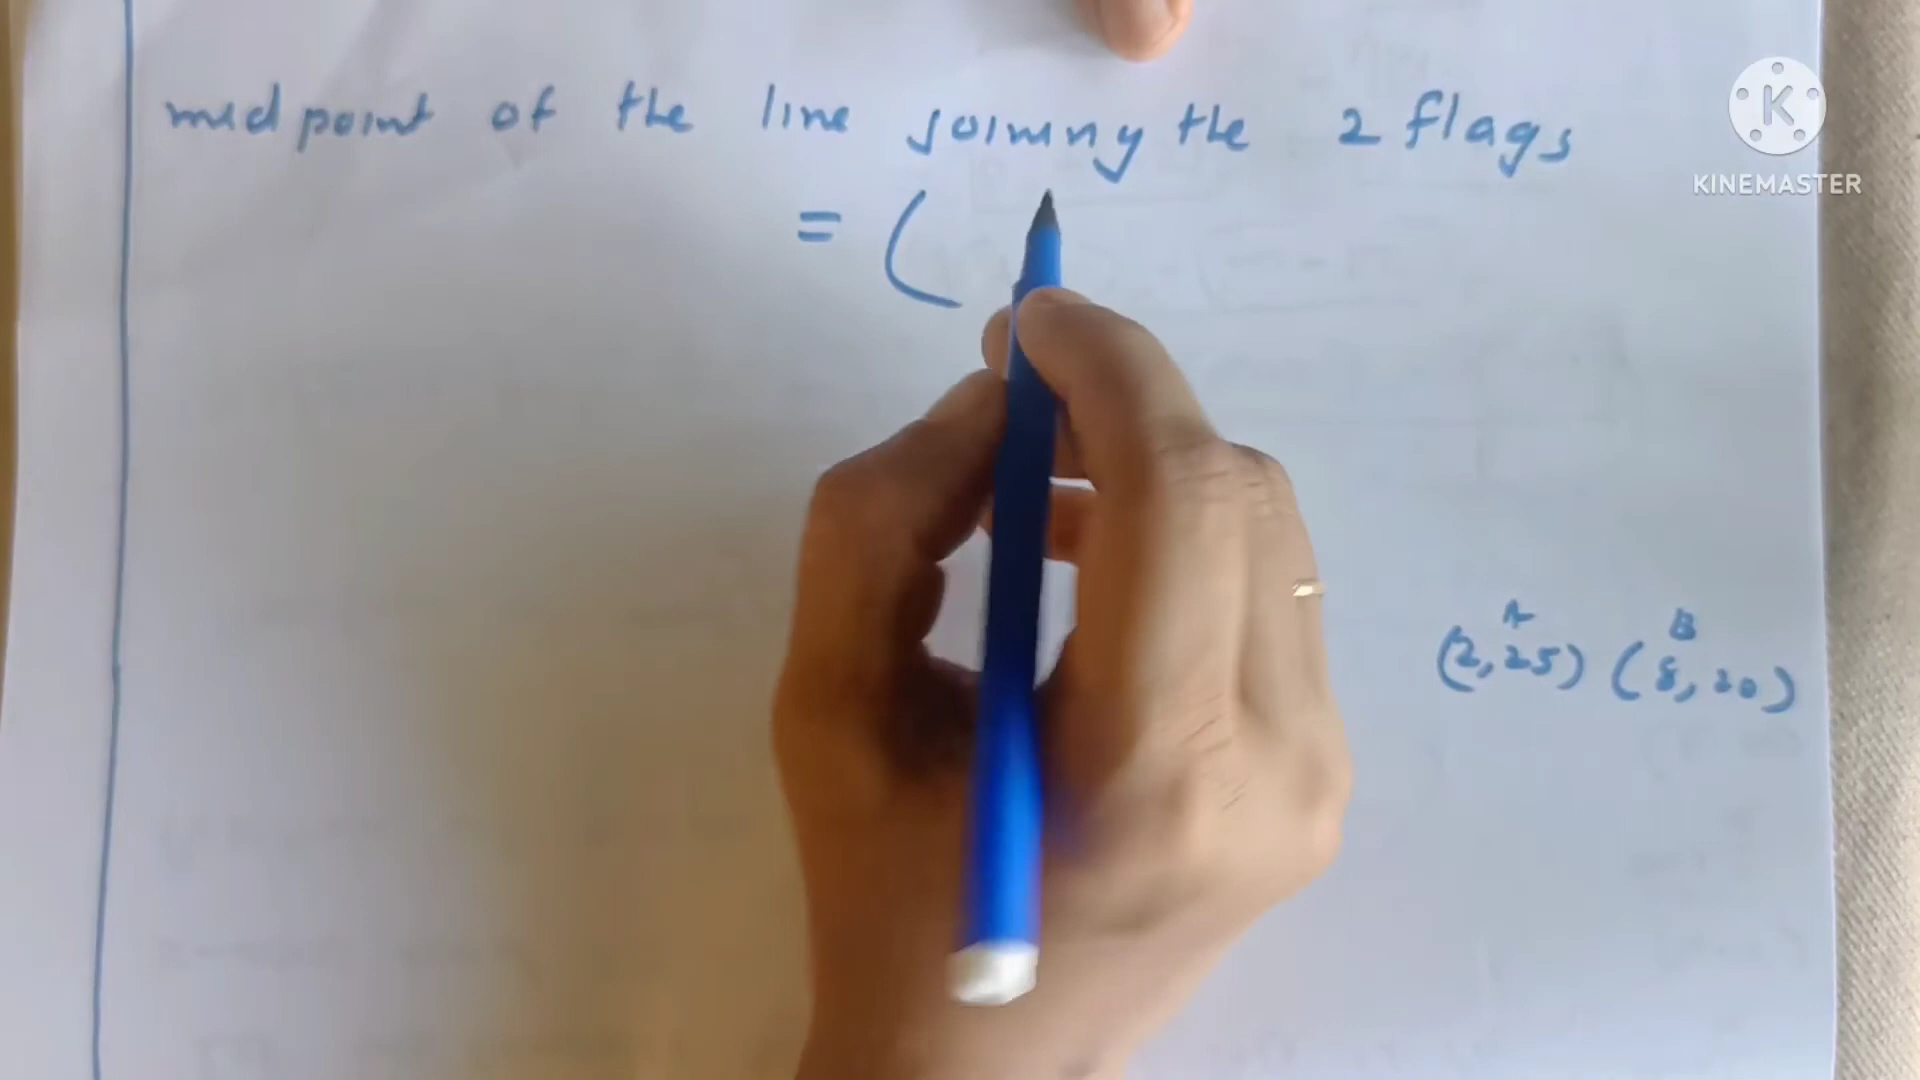 midpoint of the line joining the 2 flags
= (
A B
(2,25) (8,20)
K
KINEMASTER